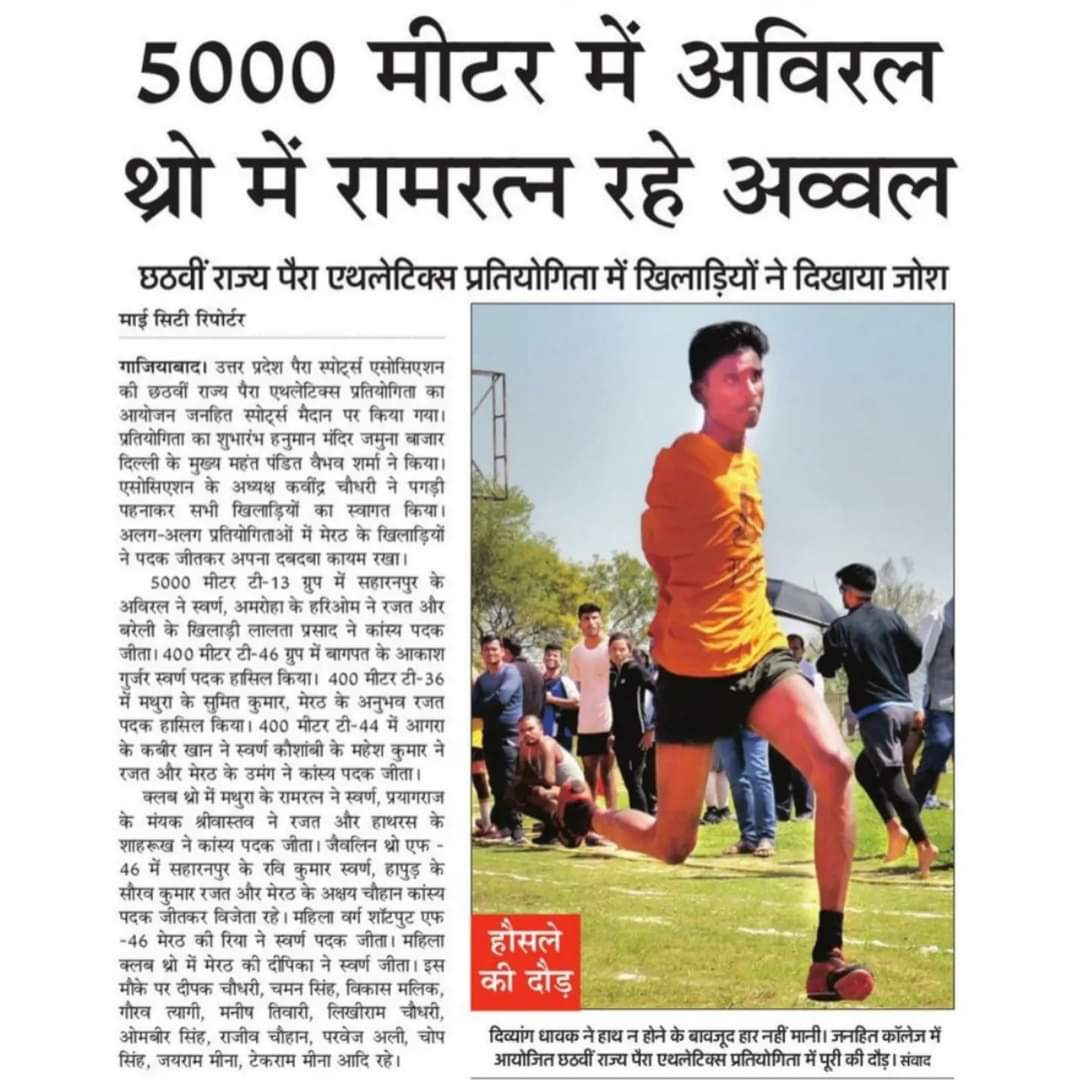 5000 मीटर में अविरल
थ्रो में रामरत्न रहे अव्वल
छठवीं राज्य पैरा एथलेटिक्स प्रतियोगिता में खिलाड़ियों ने दिखाया जोश
माई सिटी रिपोर्टर
गाजियाबाद। उत्तर प्रदेश पैरा स्पोर्ट्स एसोसिएशन
की छठवीं राज्य पैरा एथलेटिक्स प्रतियोगिता का
आयोजन जनहित स्पोर्ट्स मैदान पर किया गया।
प्रतियोगिता का शुभारंभ हनुमान मंदिर जमुना बाजार
दिल्ली के मुख्य महंत पंडित वैभव शर्मा ने किया।
एसोसिएशन के अध्यक्ष कवींद्र चौधरी ने पगड़ी
पहनाकर सभी खिलाड़ियों का स्वागत किया।
अलग-अलग प्रतियोगिताओं में मेरठ के खिलाड़ियों
ने पदक जीतकर अपना दबदबा कायम रखा।
5000 मीटर टी-13 ग्रुप में सहारनपुर के
अविरल ने स्वर्ण, अमरोहा के हरिओम ने रजत और
बरेली के खिलाड़ी लालता प्रसाद ने कांस्य पदक
जीता। 400 मीटर टी-46 ग्रुप में बागपत के आकाश
गुर्जर स्वर्ण पदक हासिल किया। 400 मीटर टी-36
में मथुरा के सुमित कुमार, मेरठ के अनुभव रजत
पदक हासिल किया। 400 मीटर टी-44 में आगरा
के कबीर खान ने स्वर्ण कौशांबी के महेश कुमार ने
रजत और मेरठ के उमंग ने कांस्य पदक जीता।
क्लब थ्रो में मथुरा के रामरत्न ने स्वर्ण, प्रयागराज
के मंयक श्रीवास्तव ने रजत और हाथरस के
शाहरूख ने कांस्य पदक जीता। जैवलिन थ्रो एफ -
46 में सहारनपुर के रवि कुमार स्वर्ण, हापुड़ के
सौरव कुमार रजत और मेरठ के अक्षय चौहान कांस्य
पदक जीतकर विजेता रहे। महिला वर्ग शॉटपुट एफ
-46 मेरठ की रिया ने स्वर्ण पदक जीता। महिला
क्लब थ्रो में मेरठ की दीपिका ने स्वर्ण जीता। इस
मौके पर दीपक चौधरी, चमन सिंह, विकास मलिक,
गौरव त्यागी, मनीष तिवारी, लिखीराम चौधरी,
ओमबीर सिंह, राजीव चौहान, परवेज अली, चोप
सिंह, जयराम मीना, टेकराम मीना आदि रहे।
हौसले
की दौड़
दिव्यांग धावक ने हाथ न होने के बावजूद हार नहीं मानी। जनहित कॉलेज में
आयोजित छठवीं राज्य पैरा एथलेटिक्स प्रतियोगिता में पूरी की दौड़। संवाद